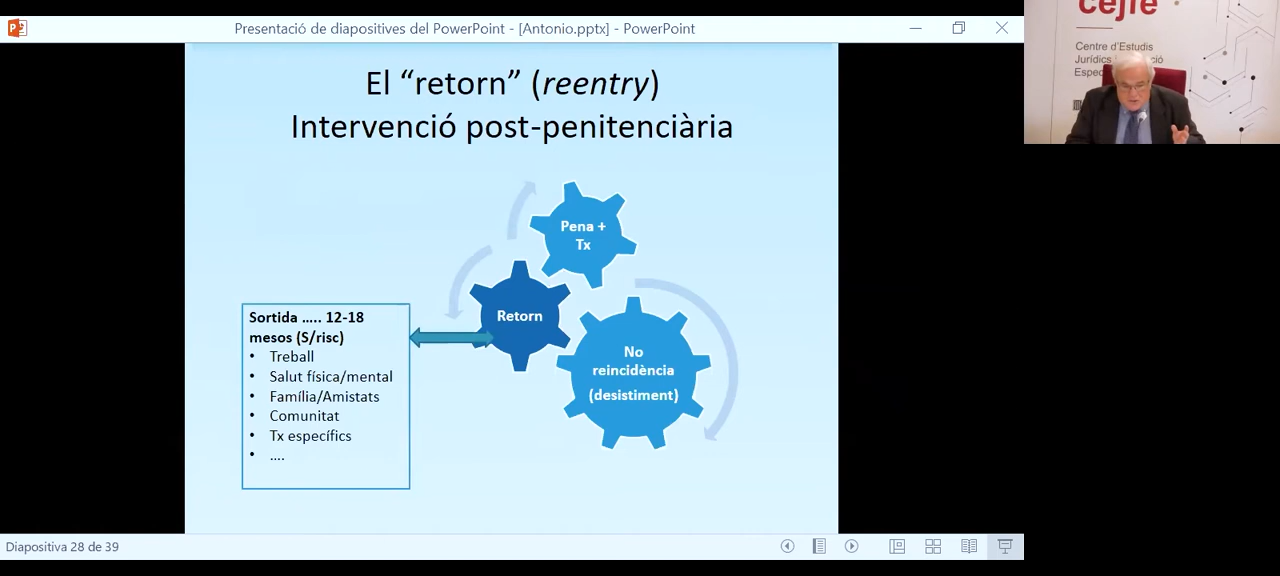 Presentació de diapositives del PowerPoint - [Antonio.pptx] - PowerPoint
El “retorn” (reentry)
Intervenció post-penitenciària
Pena +
Tx
Retorn
No
reincidència
(desistiment)
Sortida ..... 12-18
mesos (S/risc)
• Treball
• Salut física/mental
• Família/Amistats
• Comunitat
• Tx específics
• ....
Diapositiva 28 de 39
cejfe
Centre d'Estudis
Jurídics
Espec